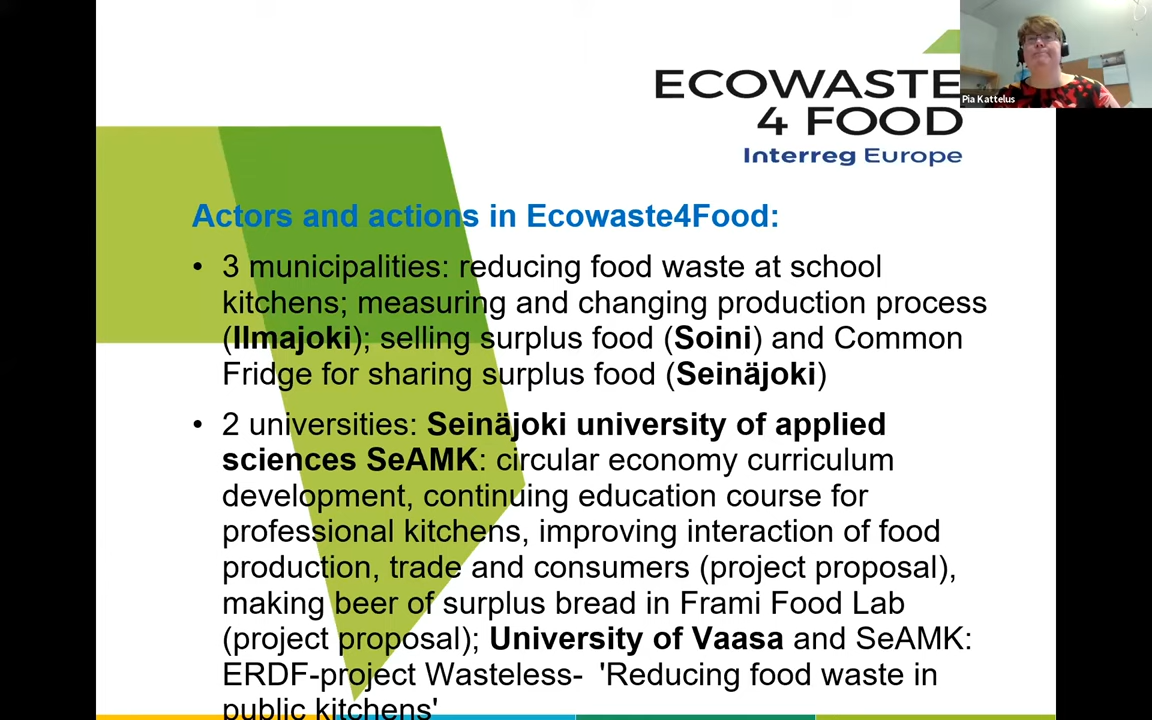 ECOWASTE
4 FOOD
Interreg Europe
Pia Kattelus
Actors and actions in Ecowaste4Food:
• 3 municipalities: reducing food waste at school
kitchens; measuring and changing production process
(Ilmajoki); selling surplus food (Soini) and Common
Fridge for sharing surplus food (Seinäjoki)
• 2 universities: Seinäjoki university of applied
sciences SeAMK: circular economy curriculum
development, continuing education course for
professional kitchens, improving interaction of food
production, trade and consumers (project proposal),
making beer of surplus bread in Frami Food Lab
(project proposal); University of Vaasa and SeAMK:
ERDF-project Wasteless- 'Reducing food waste in
public kitchens'